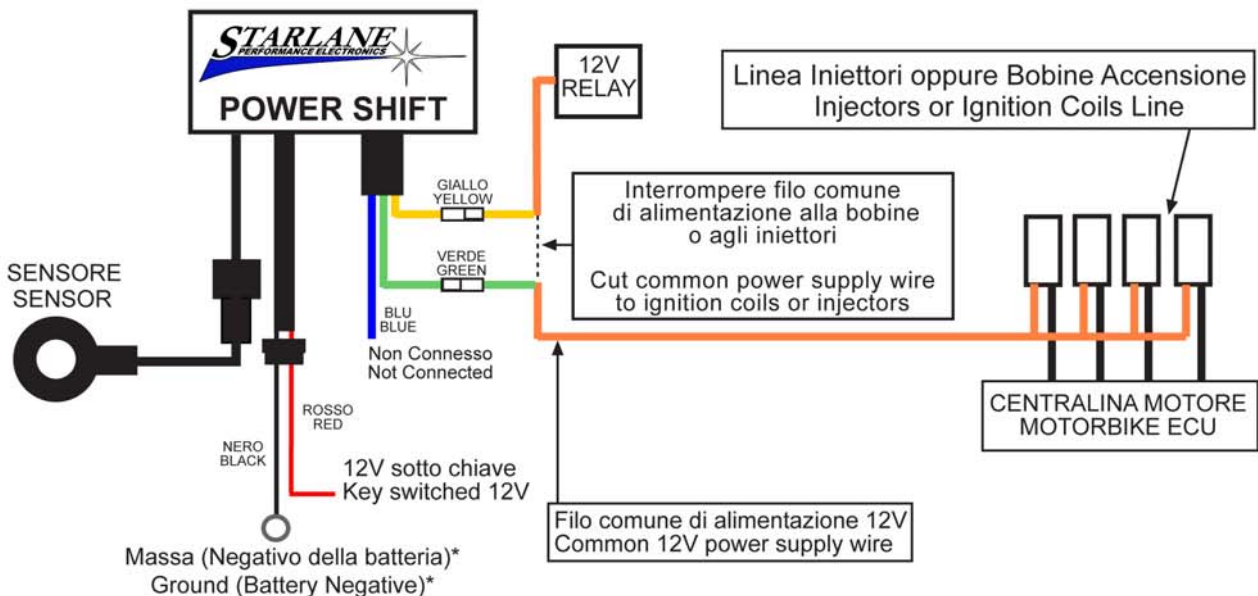 STARLANE
PERFORMANCE ELECTRONICS
POWER SHIFT
12V
RELAY
Linea Iniettori oppure Bobine Accensione
Injectors or Ignition Coils Line
GIALLO
YELLOW
Interrompere filo comune
di alimentazione alla bobine
o agli iniettori
Cut common power supply wire
to ignition coils or injectors
VERDE
GREEN
SENSORE
SENSOR
BLU
BLUE
Non Connesso
Not Connected
ROSSO
RED
NERO
BLACK
CENTRALINA MOTORE
MOTORBIKE ECU
12V sotto chiave
Key switched 12V
Filo comune di alimentazione 12V
Common 12V power supply wire
Massa (Negativo della batteria)*
Ground (Battery Negative)*